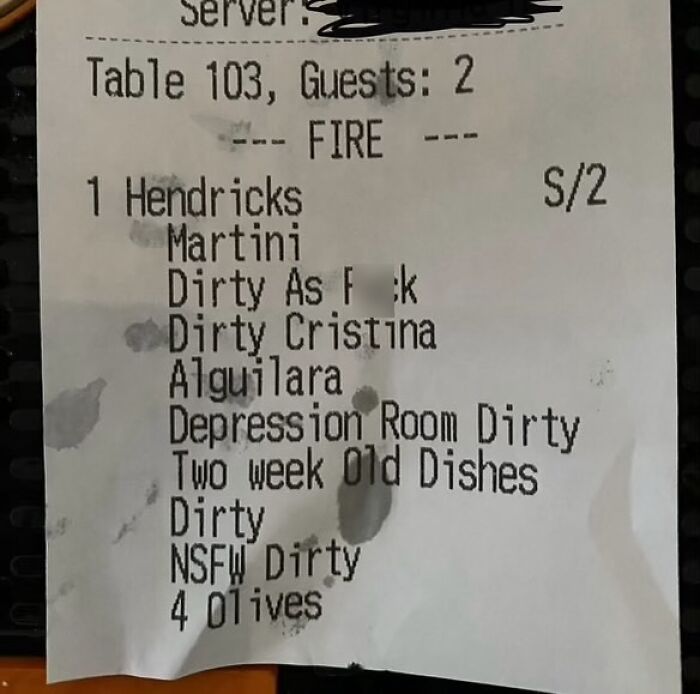 Server:
Table 103, Guests: 2
--- FIRE ---
1 Hendricks S/2
Martini
Dirty As
Dirty Cristina
Alguilara
Depression Room Dirty
Two week Old Dishes
Dirty
NSFW Dirty
4 Olives